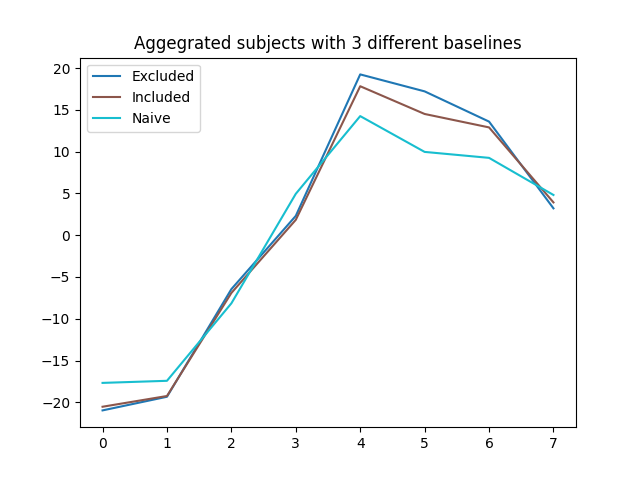 Aggegrated subjects with 3 different baselines
Excluded
Included
Naive
20
15
10
5
0
−5
−10
−15
−20
0 1 2 3 4 5 6 7